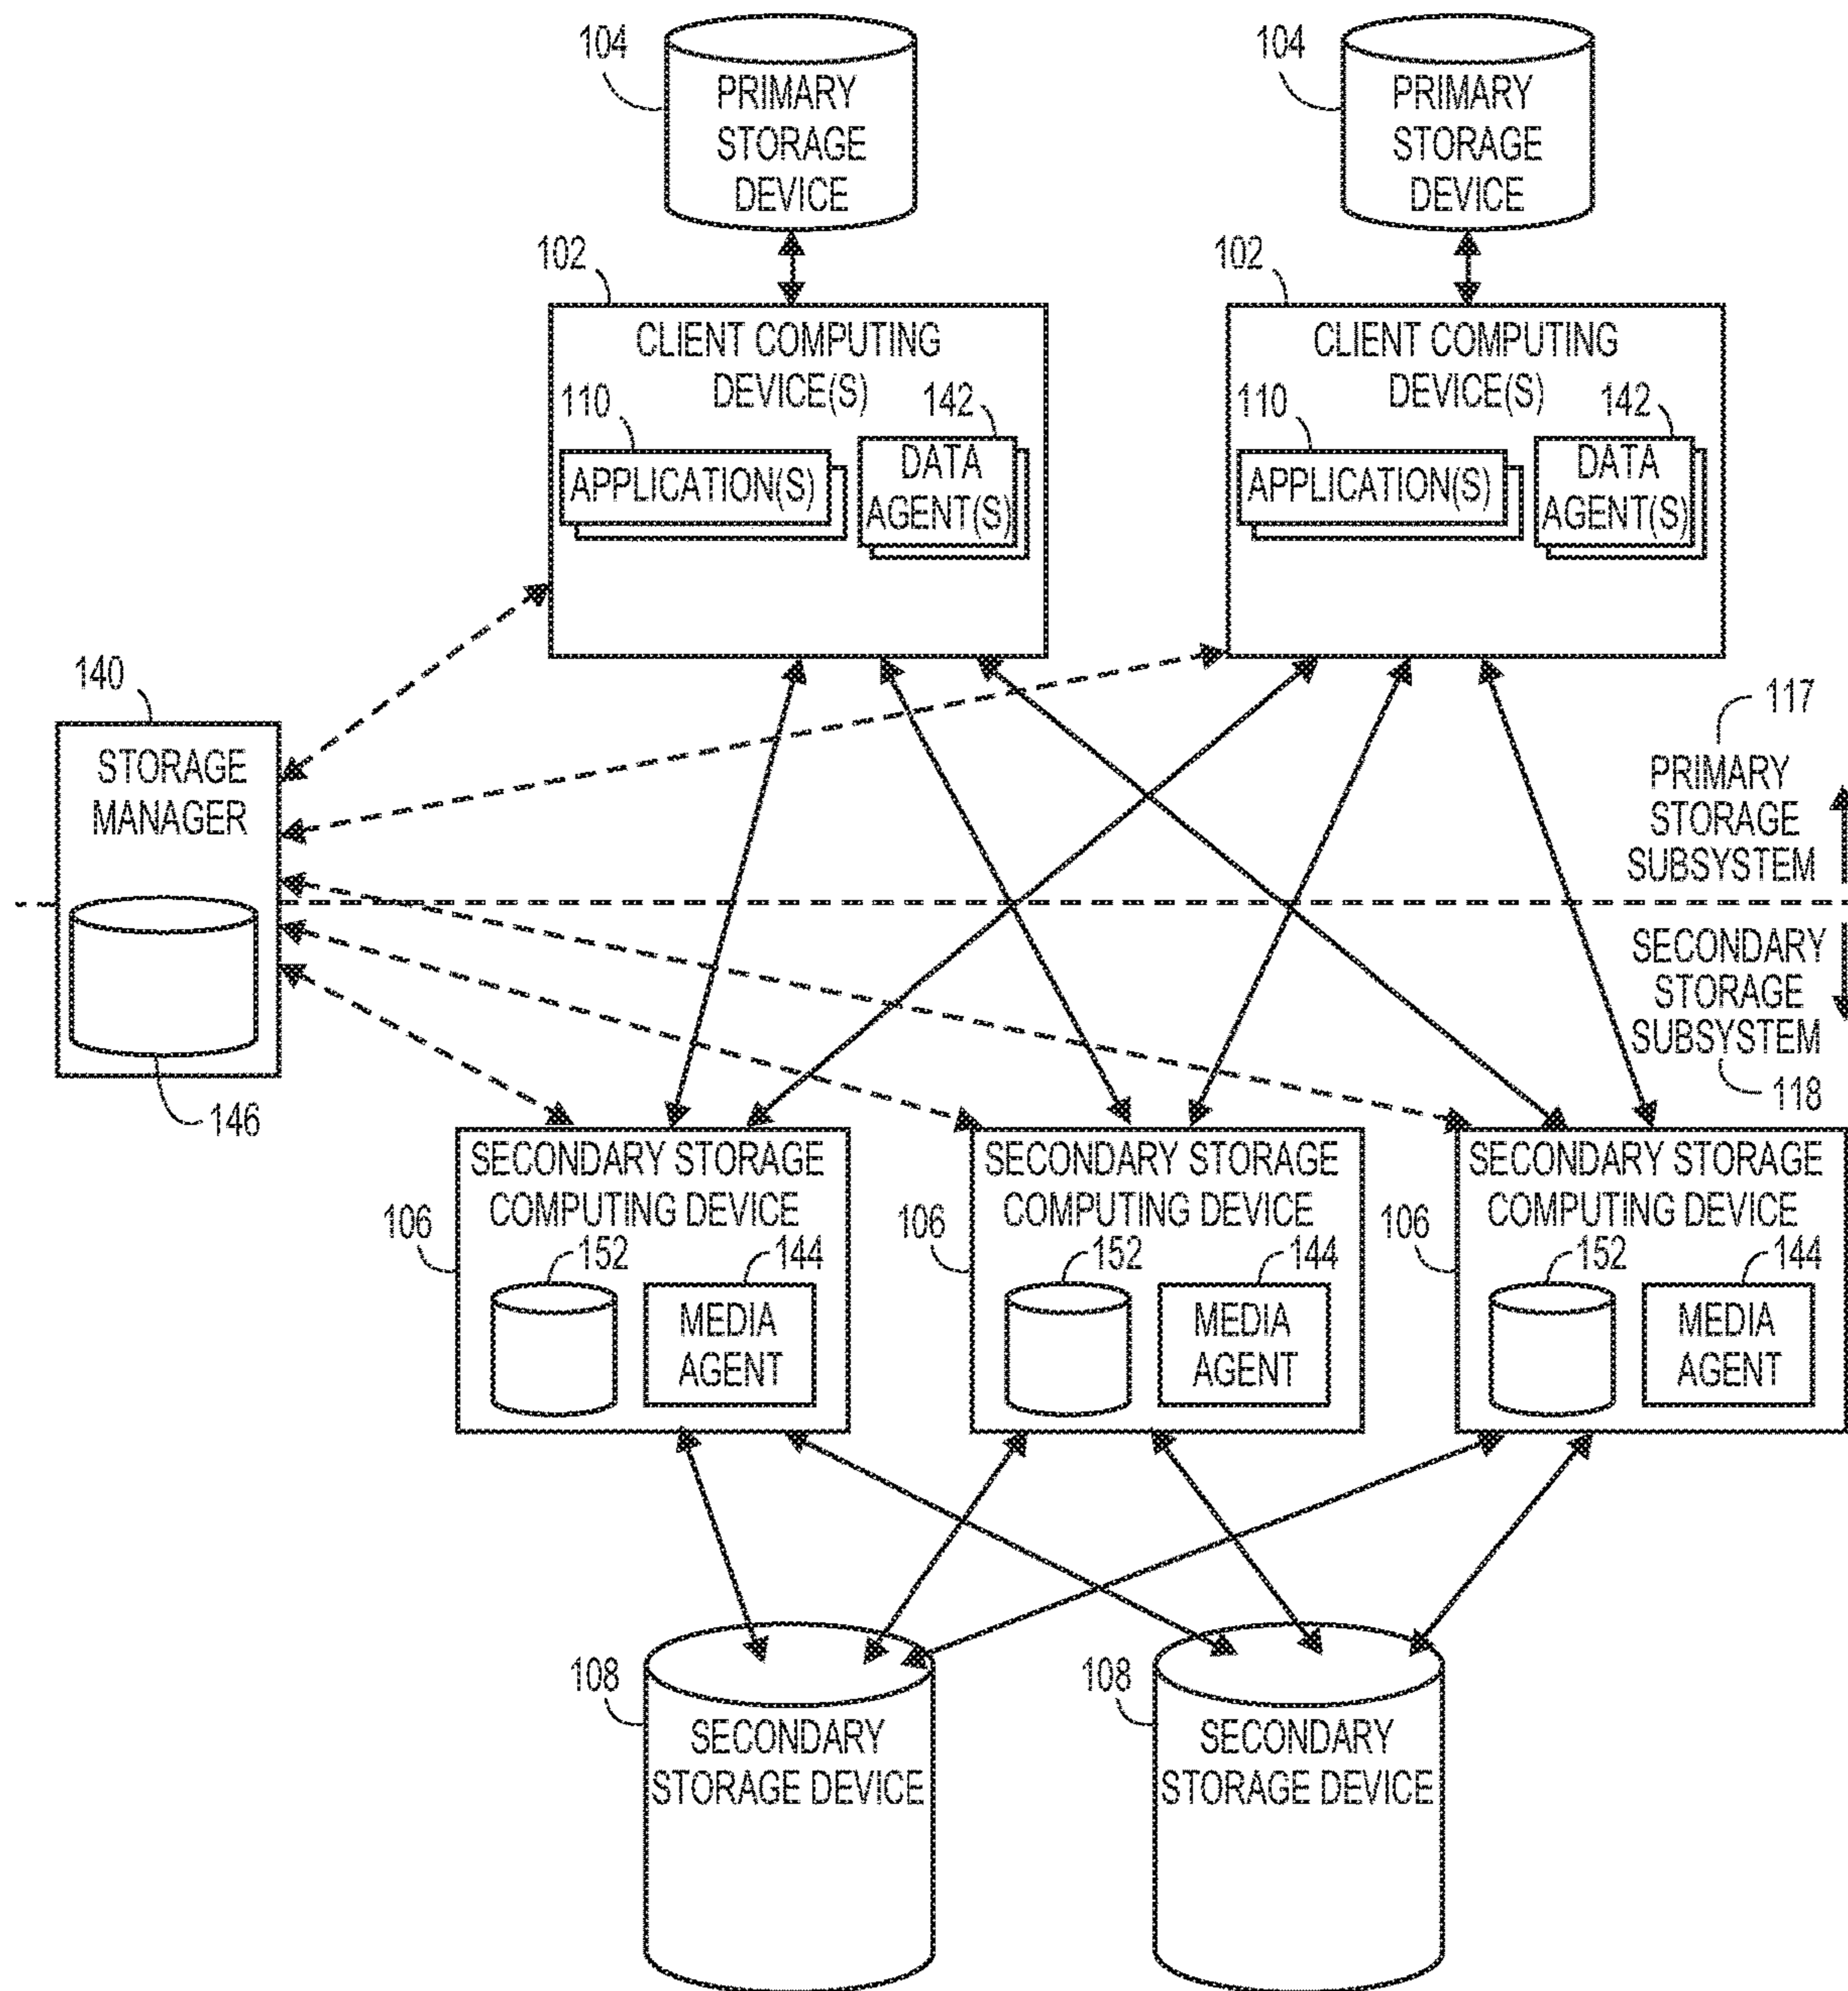 104
PRIMARY
STORAGE
DEVICE
104
PRIMARY
STORAGE
DEVICE
102
CLIENT COMPUTING
DEVICE(S)
110
142
APPLICATION(S)
DATA
AGENT(S)
102
CLIENT COMPUTING
DEVICE(S)
110
142
APPLICATION(S)
DATA
AGENT(S)
140
STORAGE
MANAGER
146
117
PRIMARY
STORAGE
SUBSYSTEM
SECONDARY
STORAGE
SUBSYSTEM
118
SECONDARY STORAGE
COMPUTING DEVICE
106
152
144
MEDIA
AGENT
SECONDARY STORAGE
COMPUTING DEVICE
106
152
144
MEDIA
AGENT
SECONDARY STORAGE
COMPUTING DEVICE
106
152
144
MEDIA
AGENT
108
SECONDARY
STORAGE DEVICE
108
SECONDARY
STORAGE DEVICE